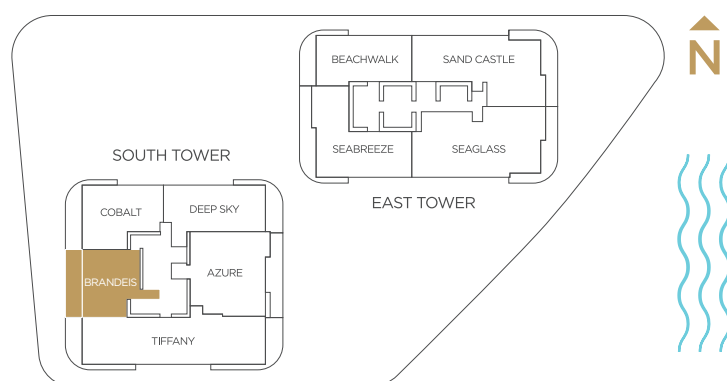 BEACHWALK
SAND CASTLE
N
SEABREEZE
SEAGLASS
SOUTH TOWER
EAST TOWER
COBALT
DEEP SKY
BRANDEIS
AZURE
TIFFANY